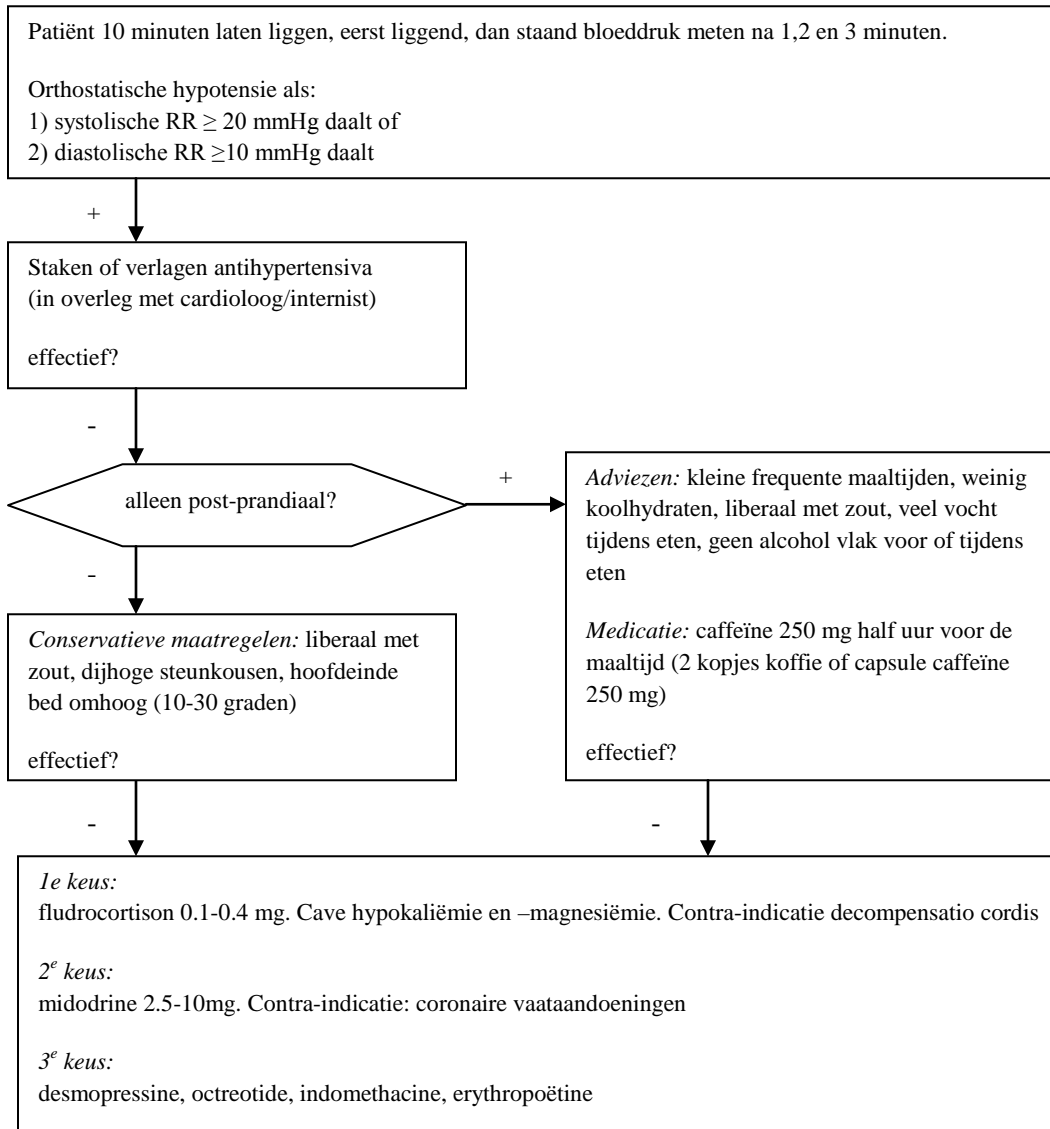 Patiënt 10 minuten laten liggen, eerst liggend, dan staand bloeddruk meten na 1,2 en 3 minuten.
Orthostatische hypotensie als:
1) systolische RR ≥ 20 mmHg daalt of
2) diastolische RR ≥10 mmHg daalt
+
Staken of verlagen antihypertensiva
(in overleg met cardioloog/internist)
effectief?
-
alleen post-prandiaal?
+
Adviezen: kleine frequente maaltijden, weinig
koolhydraten, liberaal met zout, veel vocht
tijdens eten, geen alcohol vlak voor of tijdens
eten
Medicatie: caffeïne 250 mg half uur voor de
maaltijd (2 kopjes koffie of capsule caffeïne
250 mg)
effectief?
-
Conservatieve maatregelen: liberaal met
zout, dijhoge steunkousen, hoofdeinde
bed omhoog (10-30 graden)
effectief?
-
-
1e keus:
fludrocortison 0.1-0.4 mg. Cave hypokaliëmie en –magnesiëmie. Contra-indicatie decompensatio cordis
2e keus:
midodrine 2.5-10mg. Contra-indicatie: coronaire vaataandoeningen
3e keus:
desmopressine, octreotide, indomethacine, erythropoëtine